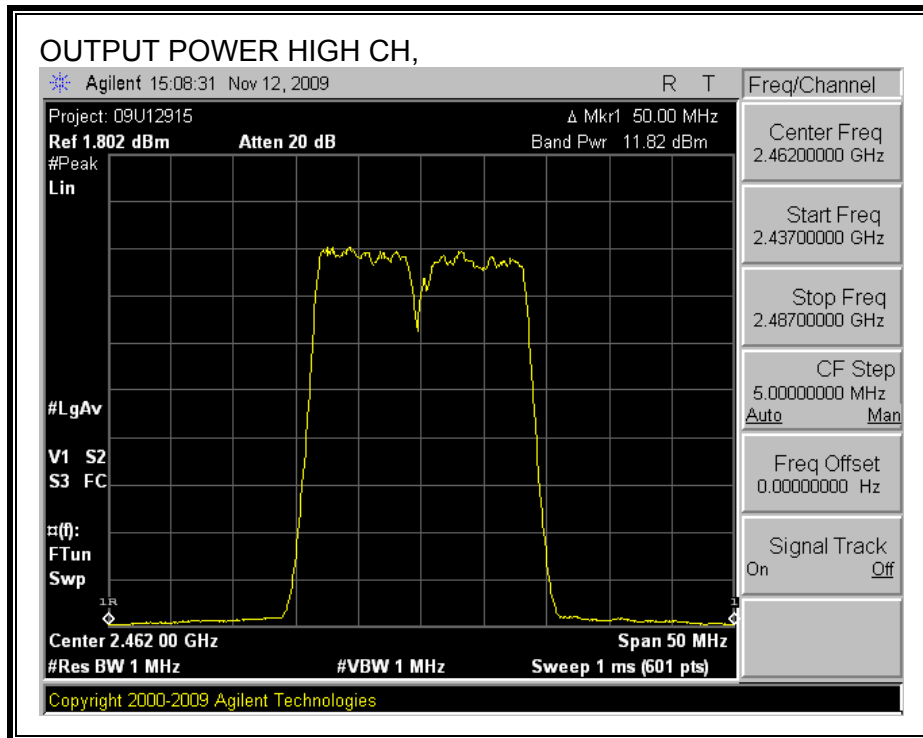 OUTPUT POWER HIGH CH,
Agilent 15:08:31 Nov 12, 2009 R T
Freq/Channel
Project: 09U12915 Δ Mkr1 50.00 MHz
Ref 1.802 dBm Atten 20 dB Band Pwr 11.82 dBm
#Peak
Lin
#LgAv
V1 S2
S3 FC
¤(f):
FTun
Swp
1R 1
Center 2.462 00 GHz Span 50 MHz
#Res BW 1 MHz #VBW 1 MHz Sweep 1 ms (601 pts)
Center Freq
2.46200000 GHz
Start Freq
2.43700000 GHz
Stop Freq
2.48700000 GHz
CF Step
5.00000000 MHz
Auto Man
Freq Offset
0.00000000 Hz
Signal Track
On Off
Copyright 2000-2009 Agilent Technologies